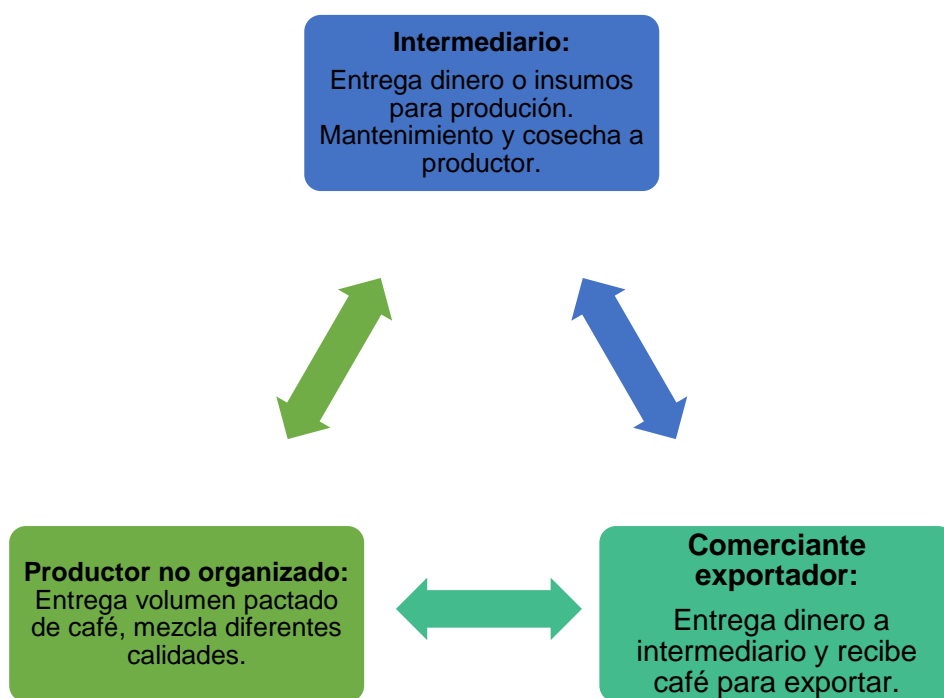 Intermediario:
Entrega dinero o insumos
para produción.
Mantenimiento y cosecha a
productor.
Productor no organizado:
Entrega volumen pactado
de café, mezcla diferentes
calidades.
Comerciante
exportador:
Entrega dinero a
intermediario y recibe
café para exportar.